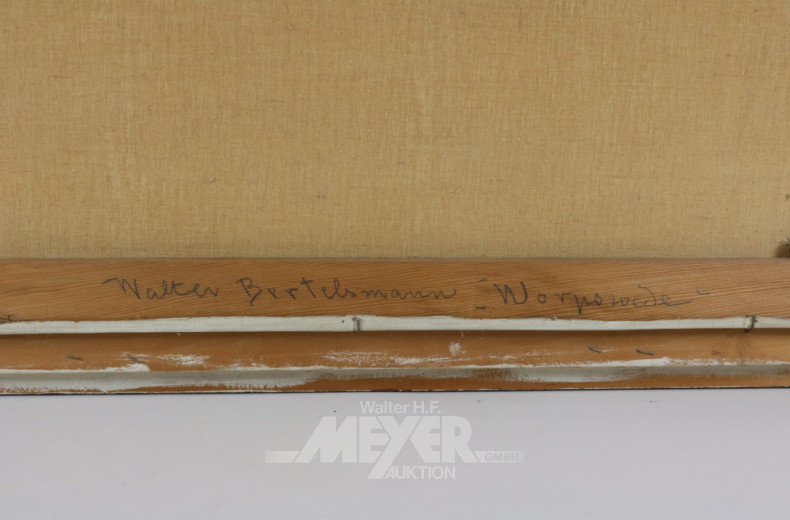 Walter Bertelsmann - Worpswede -
Walter H.F.
MEYER
GMBH
AUKTION